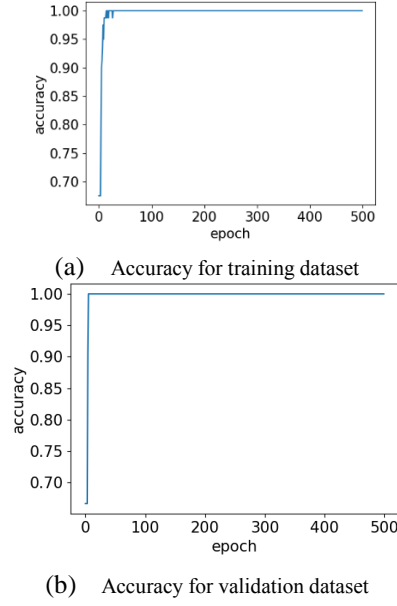 1.00
0.95
0.90
0.85
0.80
0.75
0.70
accuracy
0 100 200 300 400 500
epoch
(a) Accuracy for training dataset
1.00
0.95
0.90
0.85
0.80
0.75
0.70
accuracy
0 100 200 300 400 500
epoch
(b) Accuracy for validation dataset